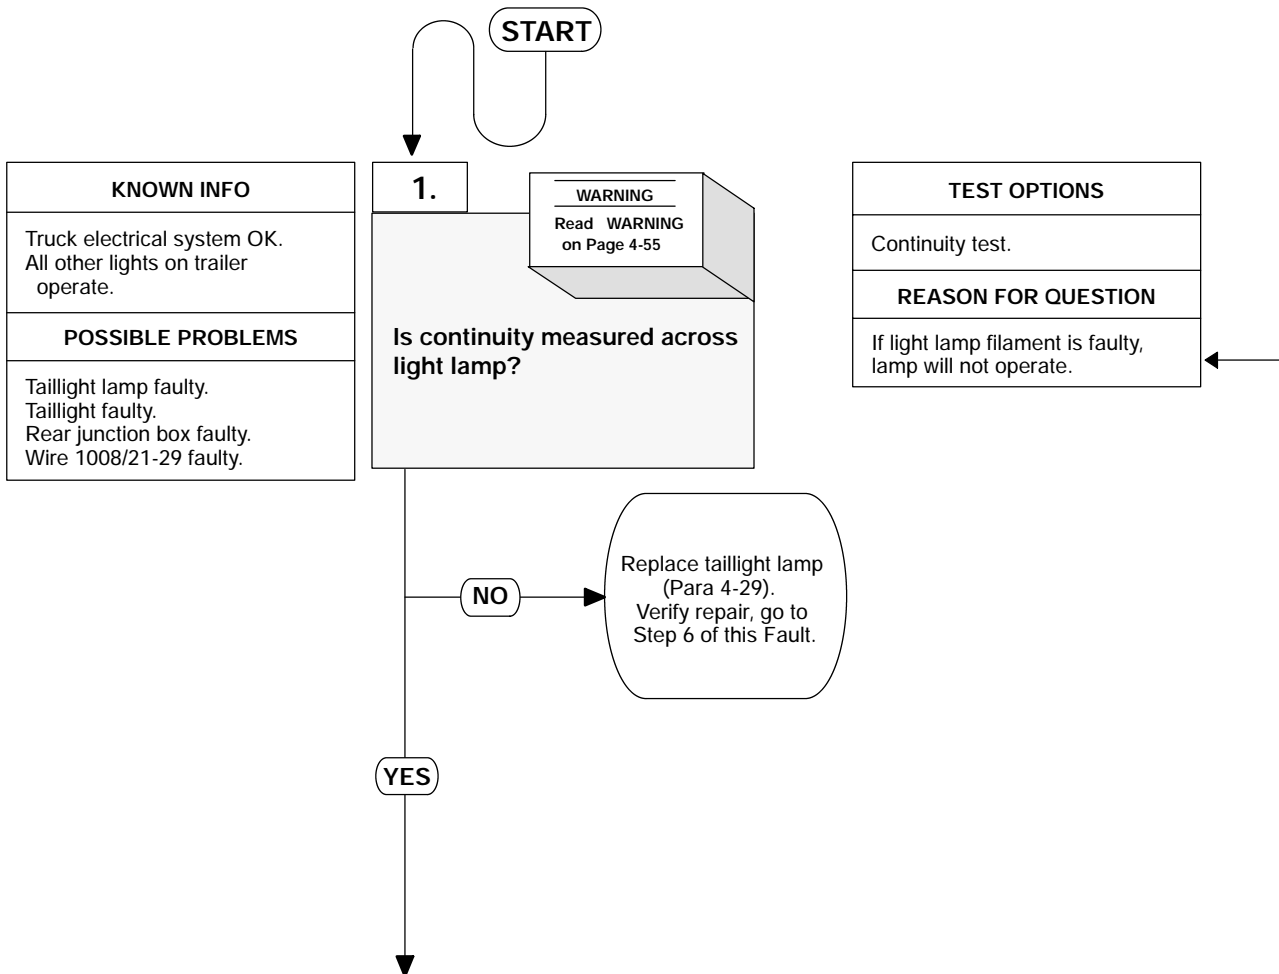 START
KNOWN INFO
Truck electrical system OK.
All other lights on trailer
operate.
POSSIBLE PROBLEMS
Taillight lamp faulty.
Taillight faulty.
Rear junction box faulty.
Wire 1008/21-29 faulty.
1.
WARNING
Read WARNING
on Page 4-55
Is continuity measured across
light lamp?
TEST OPTIONS
Continuity test.
REASON FOR QUESTION
If light lamp filament is faulty,
lamp will not operate.
NO
Replace taillight lamp
(Para 4-29).
Verify repair, go to
Step 6 of this Fault.
YES